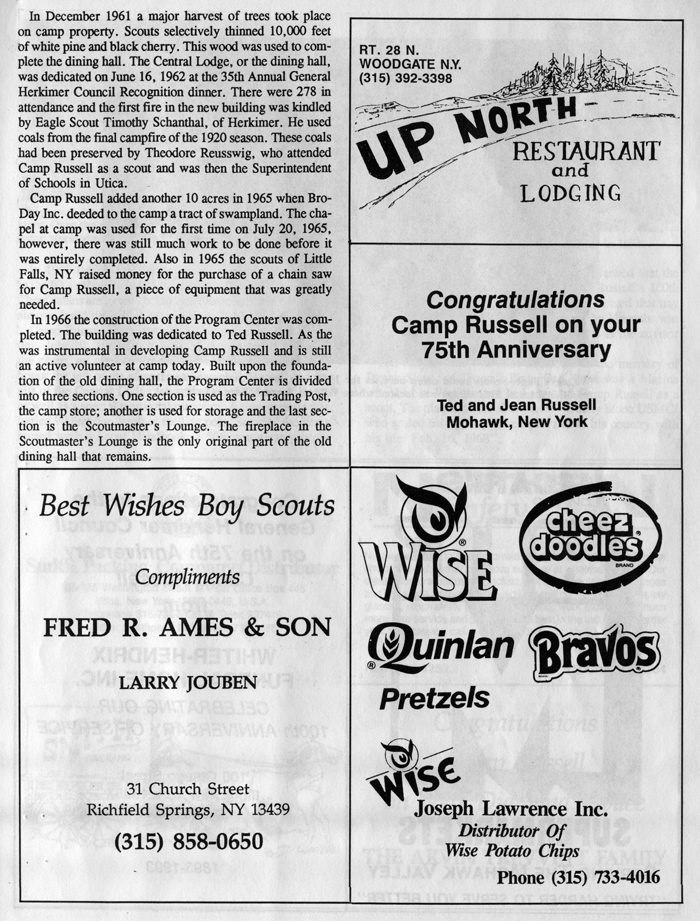 In December 1961 a major harvest of trees took place
on camp property. Scouts selectively thinned 10,000 feet
of white pine and black cherry. This wood was used to com-
plete the dining hall. The Central Lodge, or the dining hall,
was dedicated on June 16, 1962 at the 35th Annual General
Herkimer Council Recognition dinner. There were 278 in
attendance and the first fire in the new building was kindled
by Eagle Scout Timothy Schanthal, of Herkimer. He used
coals from the final campfire of the 1920 season. These coals
had been preserved by Theodore Reusswig, who attended
Camp Russell as a scout and was then the Superintendent
of Schools in Utica.
Camp Russell added another 10 acres in 1965 when Bro-
Day Inc. deeded to the camp a tract of swampland. The cha-
pel at camp was used for the first time on July 20, 1965,
however, there was still much work to be done before it
was entirely completed. Also in 1965 the scouts of Little
Falls, NY raised money for the purchase of a chain saw
for Camp Russell, a piece of equipment that was greatly
needed.
In 1966 the construction of the Program Center was com-
pleted. The building was dedicated to Ted Russell. As the
was instrumental in developing Camp Russell and is still
an active volunteer at camp today. Built upon the founda-
tion of the old dining hall, the Program Center is divided
into three sections. One section is used as the Trading Post,
the camp store; another is used for storage and the last sec-
tion is the Scoutmaster's Lounge. The fireplace in the
Scoutmaster's Lounge is the only original part of the old
dining hall that remains.
RT. 28 N.
WOODGATE N.Y.
(315) 392-3398
UP NORTH-
RESTAURANT
and
LODGING
Congratulations
Camp Russell on your
75th Anniversary
Ted and Jean Russell
Mohawk, New York
Best Wishes Boy Scouts
Compliments
FRED R. AMES & SON
LARRY JOUBEN
31 Church Street
Richfield Springs, NY 13439
(315) 858-0650
WISE®
cheez
doodles®
BRAND
®Quinlan
Pretzels
Bravos®
WISE
Joseph Lawrence Inc.
Distributor Of
Wise Potato Chips
Phone (315) 733-4016